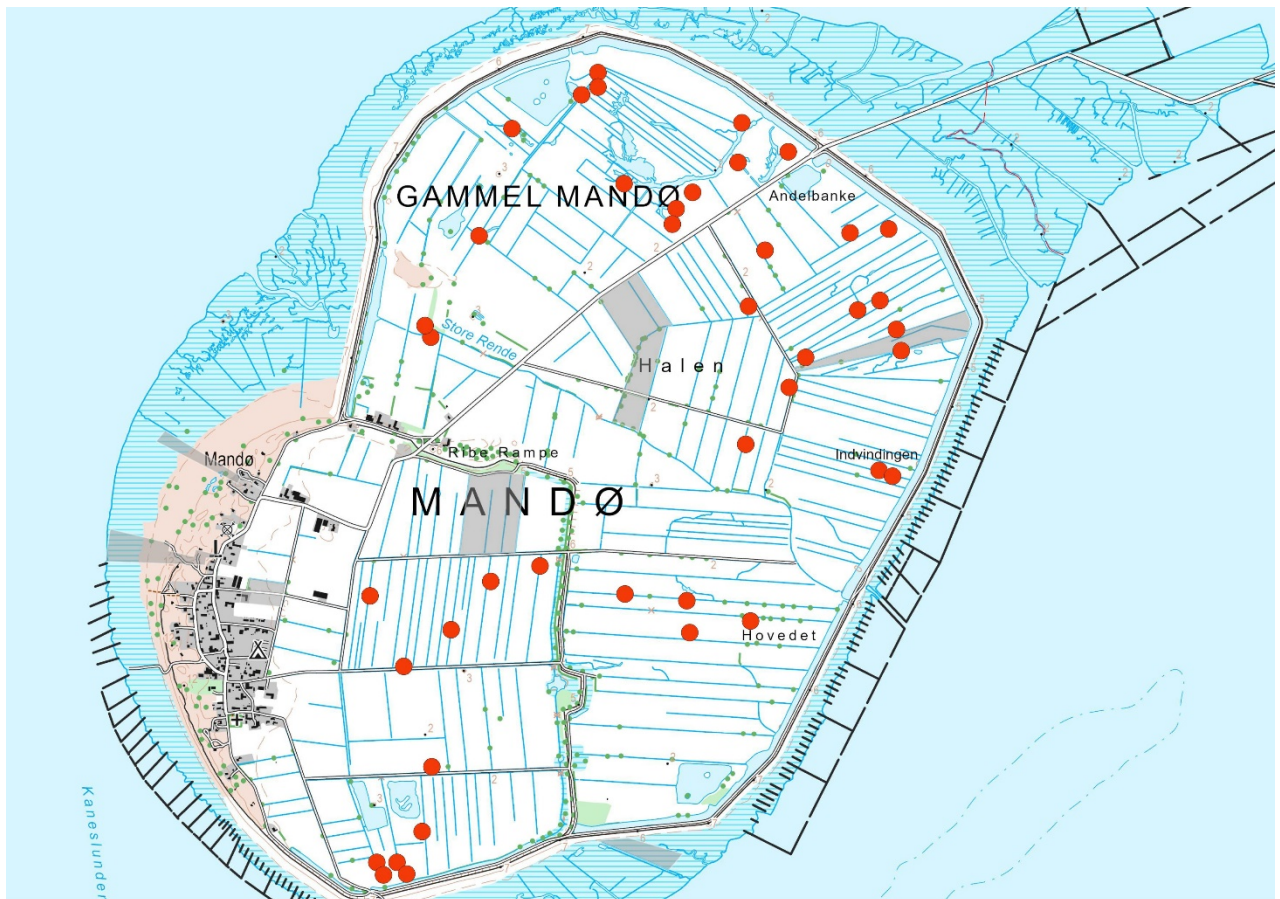 GAMMEL MANDØ
Andelbanke
Store Rende
Halen
Ribe Rampe
Mandø
Indvindingen
MANDØ
Hovedet
Kaneslunden